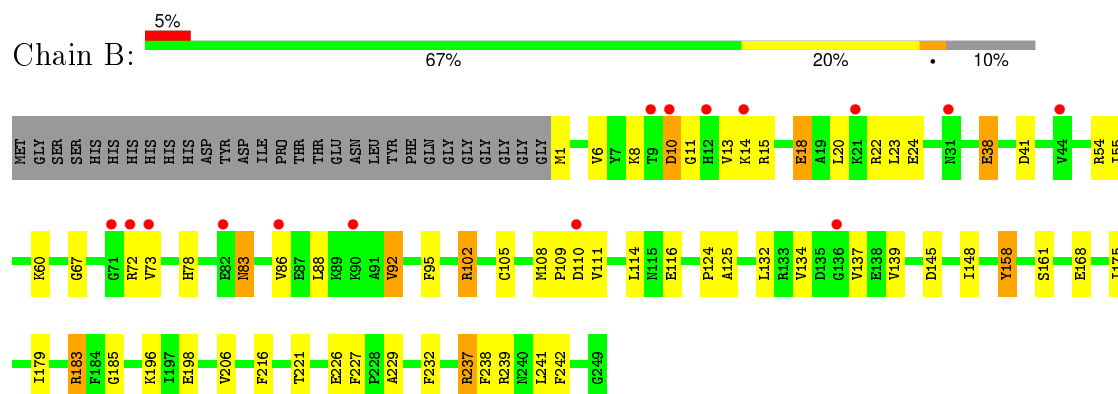 5%
Chain B:
67% 20% • 10%
MET GLY SER SER HIS HIS HIS HIS HIS HIS ASP TYR ASP ILE PRO THR THR GLU ASN LEU TYR PHE GLN GLY GLY GLY GLY GLY M1 V6 Y7 K8 T9 D10 G11 H12 V13 K14 R15 E18 A19 L20 K21 R22 L23 E24 N31 E38 D41 V44 R54 I55
K60 G67 G71 R72 V73 H78 E82 N83 V86 E87 L88 K89 K90 A91 V92 F95 R102 C105 M108 P109 D110 V111 L114 N115 E116 P124 A125 L132 R133 V134 D135 G136 V137 E138 V139 D145 I148 Y158 S161 E168 I175
I179 R183 F184 G185 K196 I197 E198 V206 F216 T221 E226 F227 P228 A229 F232 R237 F238 R239 N240 L241 F242 G249